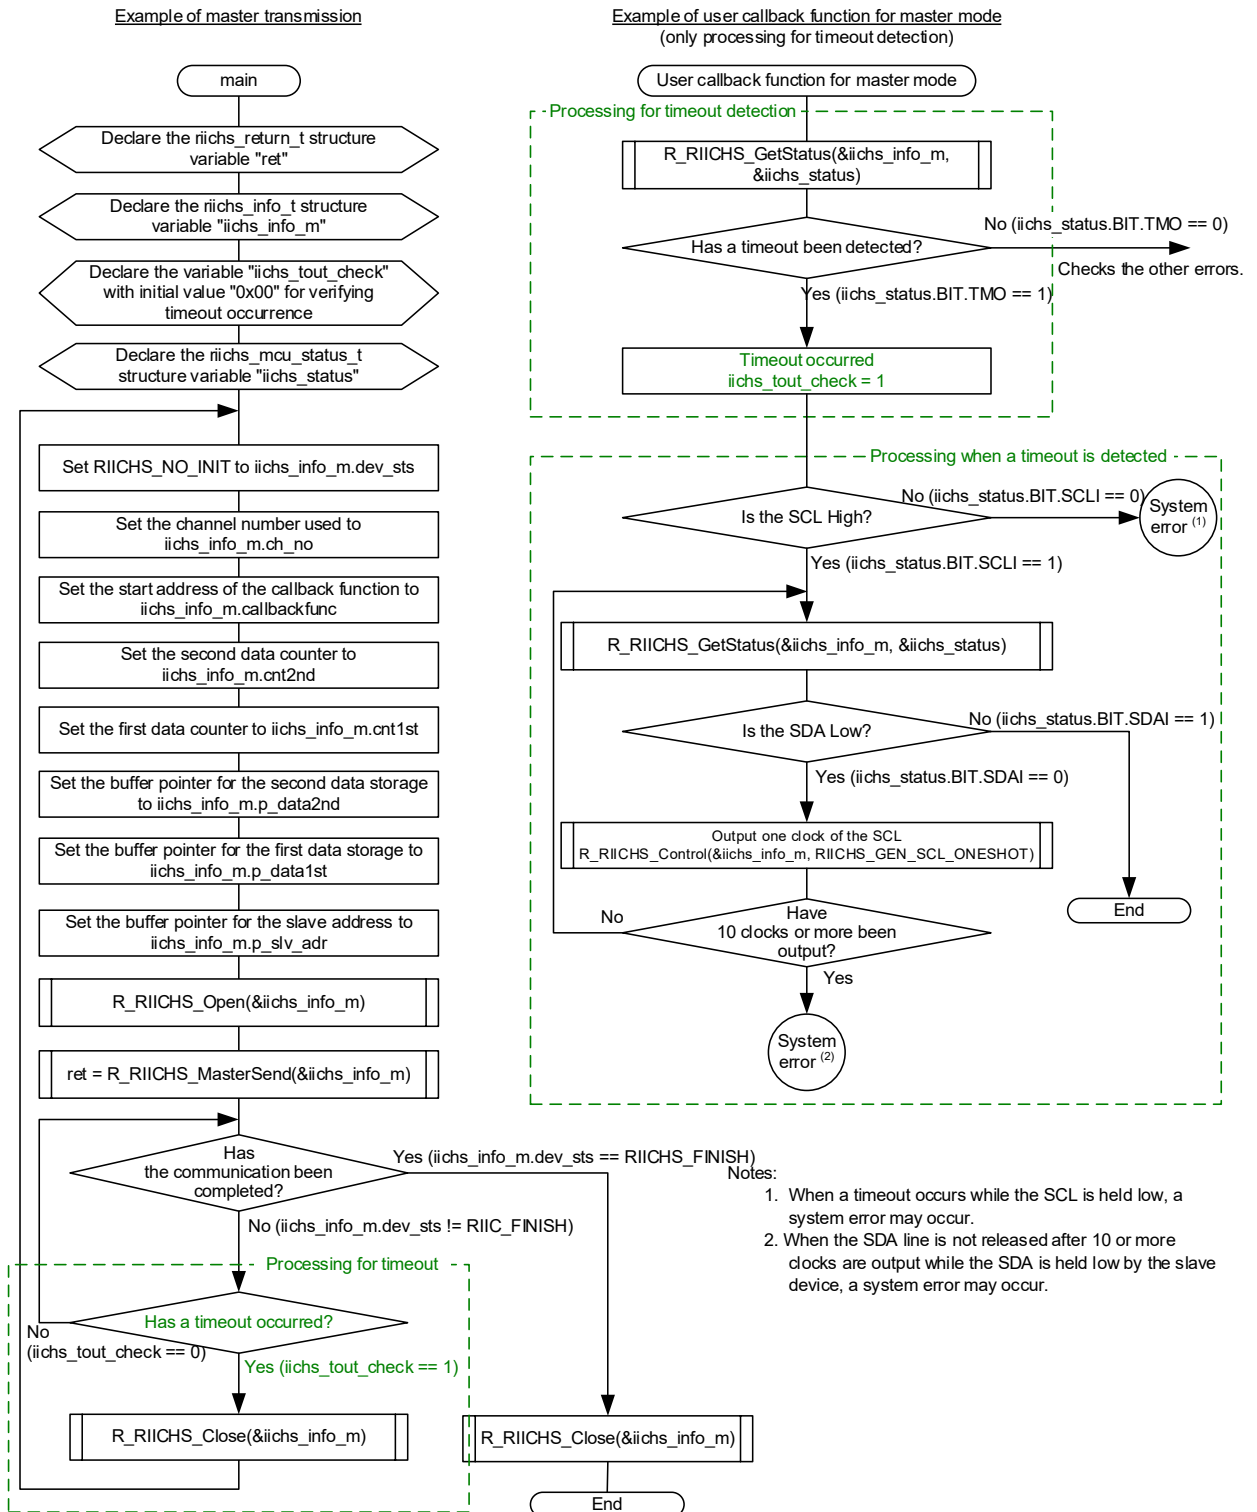 Example of master transmission
main
Declare the riichs_return_t structure
variable "ret"
Declare the riichs_info_t structure
variable "iichs_info_m"
Declare the variable "iichs_tout_check"
with initial value "0x00" for verifying
timeout occurrence
Declare the riichs_mcu_status_t
structure variable "iichs_status"
Set RIICHS_NO_INIT to iichs_info_m.dev_sts
Set the channel number used to
iichs_info_m.ch_no
Set the start address of the callback function to
iichs_info_m.callbackfunc
Set the second data counter to
iichs_info_m.cnt2nd
Set the first data counter to iichs_info_m.cnt1st
Set the buffer pointer for the second data storage
to iichs_info_m.p_data2nd
Set the buffer pointer for the first data storage to
iichs_info_m.p_data1st
Set the buffer pointer for the slave address to
iichs_info_m.p_slv_adr
R_RIICHS_Open(&iichs_info_m)
ret = R_RIICHS_MasterSend(&iichs_info_m)
Has
the communication been
completed?
Yes (iichs_info_m.dev_sts == RIICHS_FINISH)
No (iichs_info_m.dev_sts != RIIC_FINISH)
Processing for timeout
Has a timeout occurred?
No
(iichs_tout_check == 0)
Yes (iichs_tout_check == 1)
R_RIICHS_Close(&iichs_info_m)
R_RIICHS_Close(&iichs_info_m)
End
Example of user callback function for master mode
(only processing for timeout detection)
User callback function for master mode
Processing for timeout detection
R_RIICHS_GetStatus(&iichs_info_m,
&iichs_status)
Has a timeout been detected?
No (iichs_status.BIT.TMO == 0)
Checks the other errors.
Yes (iichs_status.BIT.TMO == 1)
Timeout occurred
iichs_tout_check = 1
Processing when a timeout is detected
Is the SCL High?
No (iichs_status.BIT.SCLI == 0)
System
error (1)
Yes (iichs_status.BIT.SCLI == 1)
R_RIICHS_GetStatus(&iichs_info_m, &iichs_status)
Is the SDA Low?
No (iichs_status.BIT.SDAI == 1)
Yes (iichs_status.BIT.SDAI == 0)
Output one clock of the SCL
R_RIICHS_Control(&iichs_info_m, RIICHS_GEN_SCL_ONESHOT)
End
No
Have
10 clocks or more been
output?
Yes
System
error (2)
Notes:
1. When a timeout occurs while the SCL is held low, a
system error may occur.
2. When the SDA line is not released after 10 or more
clocks are output while the SDA is held low by the slave
device, a system error may occur.